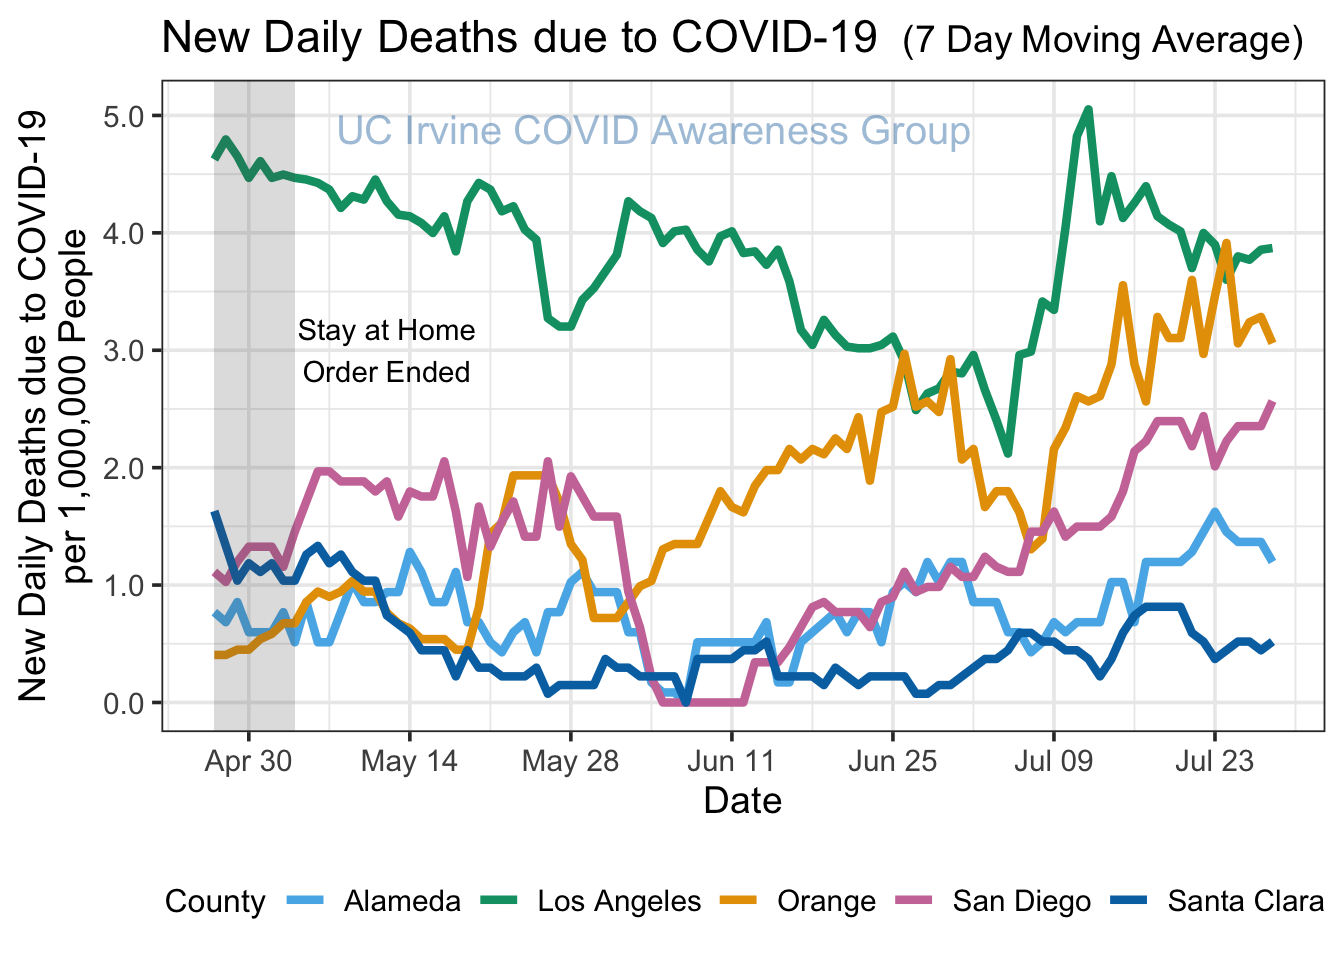 New Daily Deaths due to COVID-19 (7 Day Moving Average)
New Daily Deaths due to COVID-19
per 1,000,000 People
5.0
4.0
3.0
2.0
1.0
0.0
UC Irvine COVID Awareness Group
Stay at Home
Order Ended
Apr 30 May 14 May 28 Jun 11 Jun 25 Jul 09 Jul 23
Date
County Alameda Los Angeles Orange San Diego Santa Clara